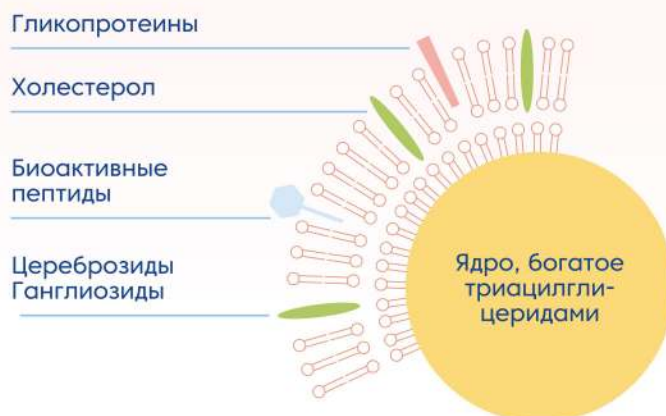 Гликопротеины
Холестерол
Биоактивные
пептиды
Цереброзиды
Ганглиозиды
Ядро, богатое
триацилгли-
церидами